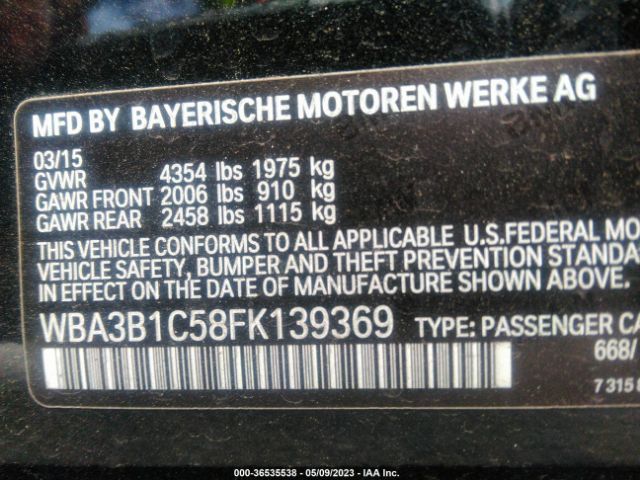 MFD BY BAYERISCHE MOTOREN WERKE AG
03/15
GVWR 4354 lbs 1975 kg
GAWR FRONT 2006 lbs 910 kg
GAWR REAR 2458 lbs 1115 kg
THIS VEHICLE CONFORMS TO ALL APPLICABLE U.S.FEDERAL MO
VEHICLE SAFETY, BUMPER AND THEFT PREVENTION STANDA
IN EFFECT ON THE DATE OF MANUFACTURE SHOWN ABOVE.
WBA3B1C58FK139369 TYPE: PASSENGER CA
668/
7 315
000-36535538 - 05/09/2023 - IAA Inc.